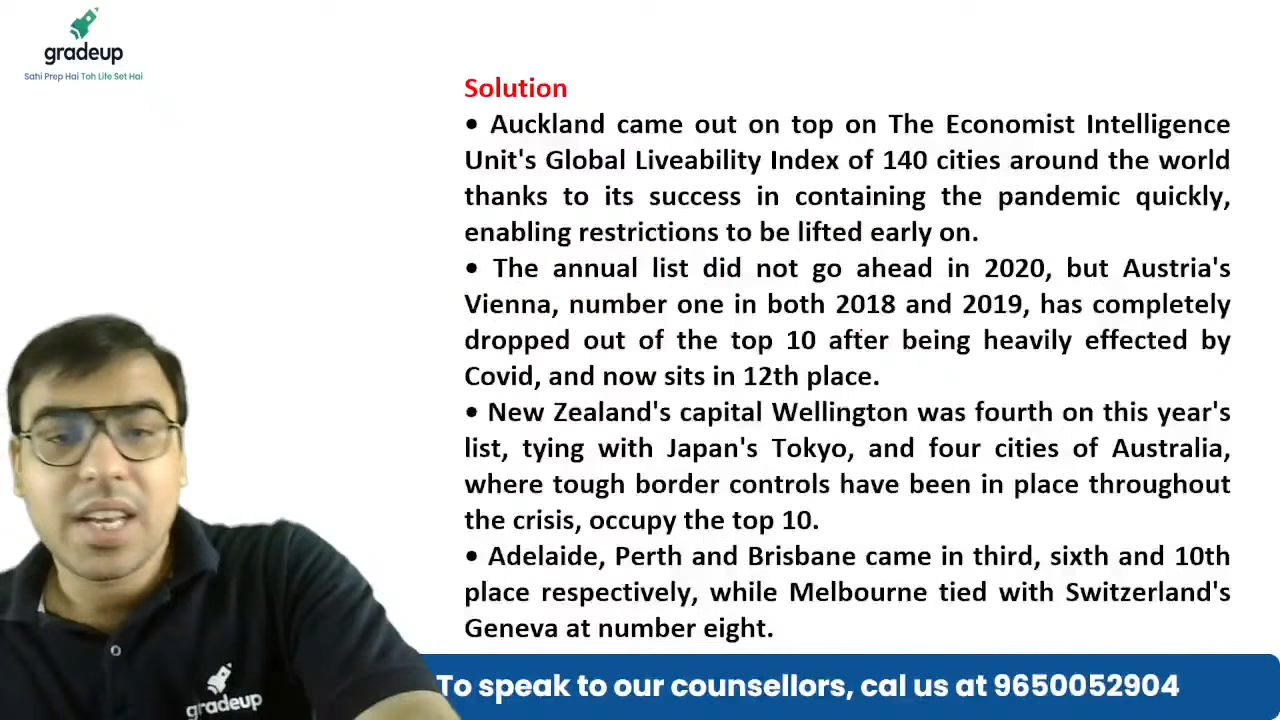 gradeup
Sahi Prep Hai Toh Life Set Hai
Solution
• Auckland came out on top on The Economist Intelligence
Unit's Global Liveability Index of 140 cities around the world
thanks to its success in containing the pandemic quickly,
enabling restrictions to be lifted early on.
• The annual list did not go ahead in 2020, but Austria's
Vienna, number one in both 2018 and 2019, has completely
dropped out of the top 10 after being heavily effected by
Covid, and now sits in 12th place.
• New Zealand's capital Wellington was fourth on this year's
list, tying with Japan's Tokyo, and four cities of Australia,
where tough border controls have been in place throughout
the crisis, occupy the top 10.
• Adelaide, Perth and Brisbane came in third, sixth and 10th
place respectively, while Melbourne tied with Switzerland's
Geneva at number eight.
gradeup
To speak to our counsellors, cal us at 9650052904